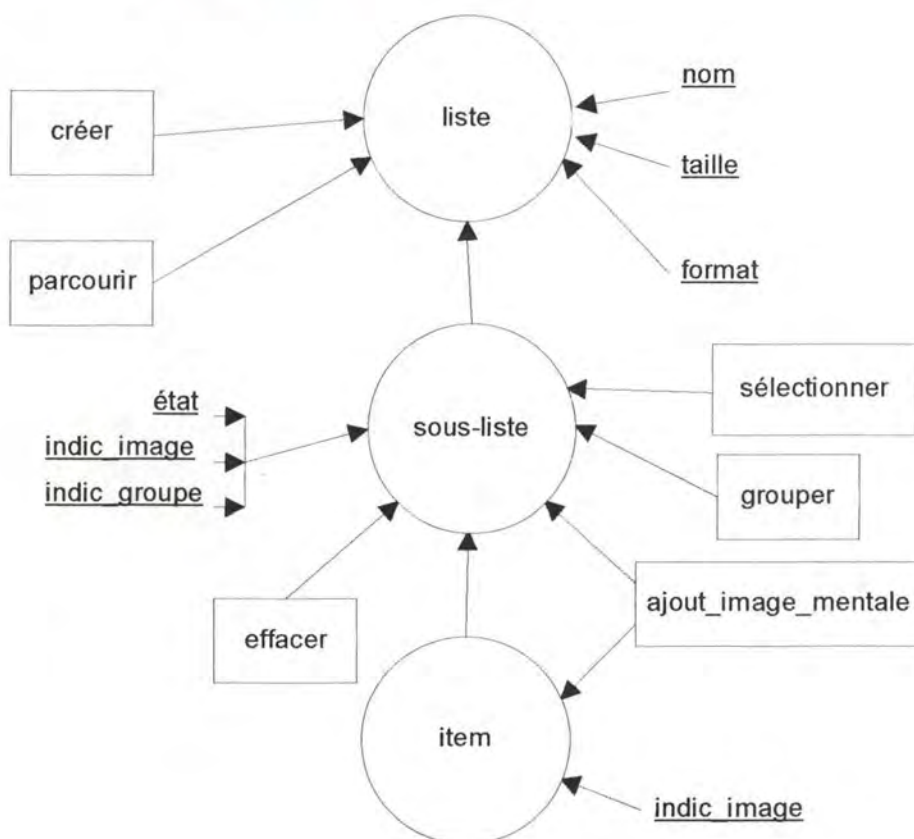 nom
liste
créer
taille
parcourir
format
sélectionner
état
sous-liste
indic_image
indic_groupe
grouper
ajout_image_mentale
effacer
item
indic_image